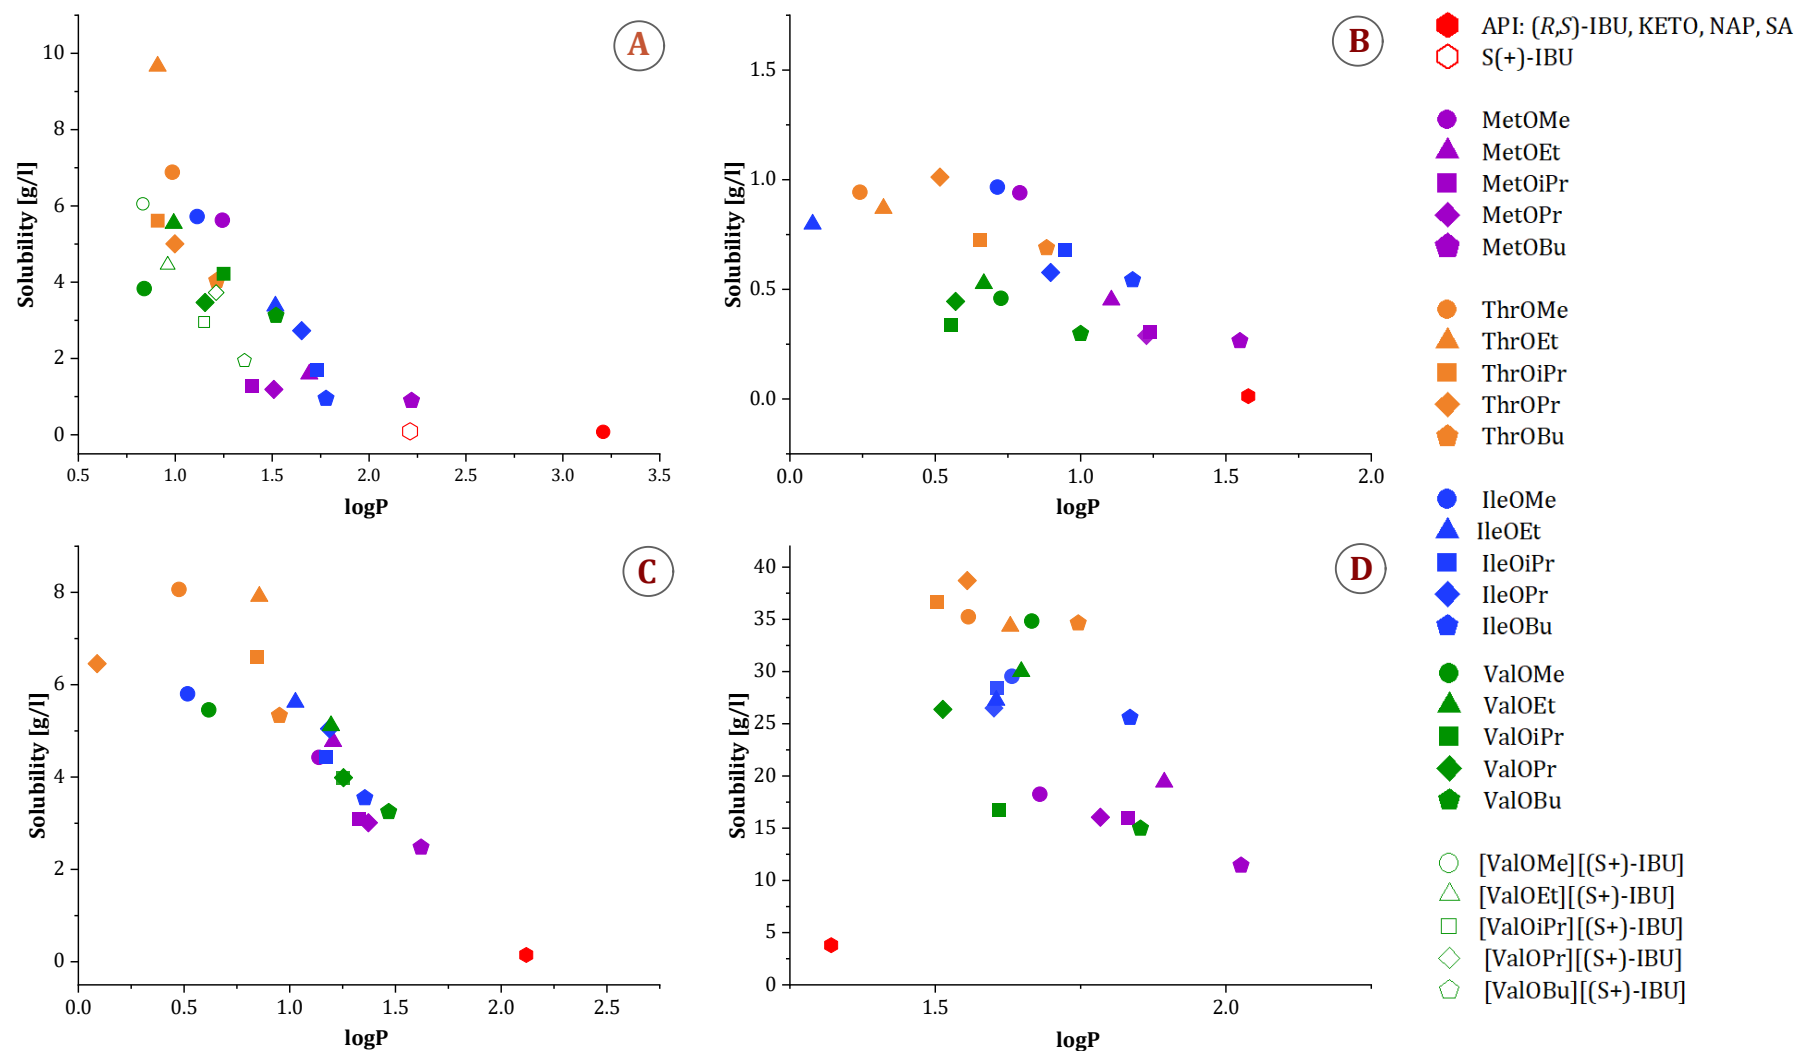 A
Solubility [g/l]
10
8
6
4
2
0
0.5
1.0
1.5
2.0
2.5
3.0
3.5
logP
B
Solubility [g/l]
1.5
1.0
0.5
0.0
0.0
0.5
1.0
1.5
2.0
logP
C
Solubility [g/l]
8
6
4
2
0
0.0
0.5
1.0
1.5
2.0
2.5
logP
D
Solubility [g/l]
40
35
30
25
20
15
10
5
0
1.5
2.0
logP
API: (R,S)-IBU, KETO, NAP, SA
S(+)-IBU
MetOMe
MetOEt
MetOiPr
MetOPr
MetOBu
ThrOMe
ThrOEt
ThrOiPr
ThrOPr
ThrOBu
IleOMe
IleOEt
IleOiPr
IleOPr
IleOBu
ValOMe
ValOEt
ValOiPr
ValOPr
ValOBu
[ValOMe][(S+)-IBU]
[ValOEt][(S+)-IBU]
[ValOiPr][(S+)-IBU]
[ValOPr][(S+)-IBU]
[ValOBu][(S+)-IBU]